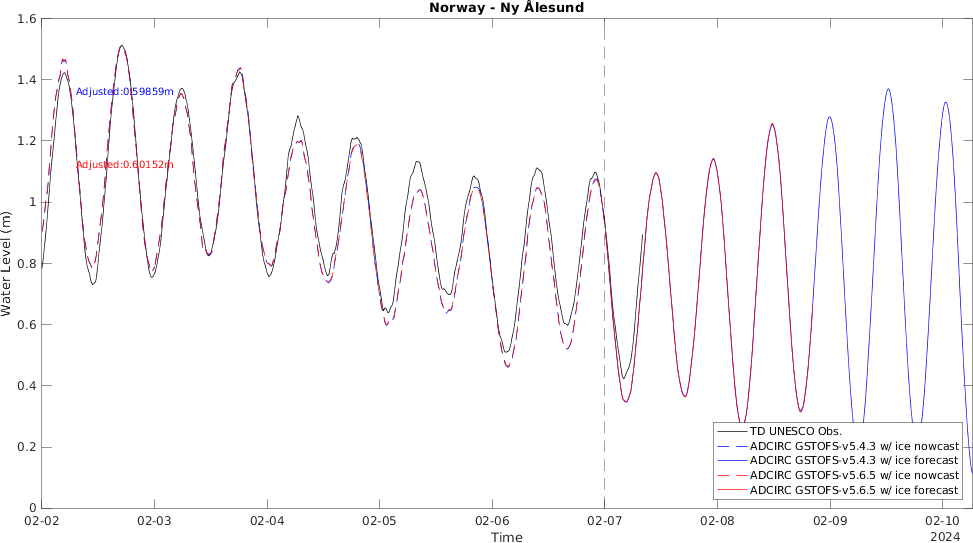 Norway - Ny Ålesund
1.6
1.4
1.2
1
0.8
0.6
0.4
0.2
0
Water Level (m)
Adjusted:0.59859m
Adjusted:0.60152m
TD UNESCO Obs.
ADCIRC GSTOFS-v5.4.3 w/ ice nowcast
ADCIRC GSTOFS-v5.4.3 w/ ice forecast
ADCIRC GSTOFS-v5.6.5 w/ ice nowcast
ADCIRC GSTOFS-v5.6.5 w/ ice forecast
02-02 02-03 02-04 02-05 02-06 02-07 02-08 02-09 02-10
Time
2024